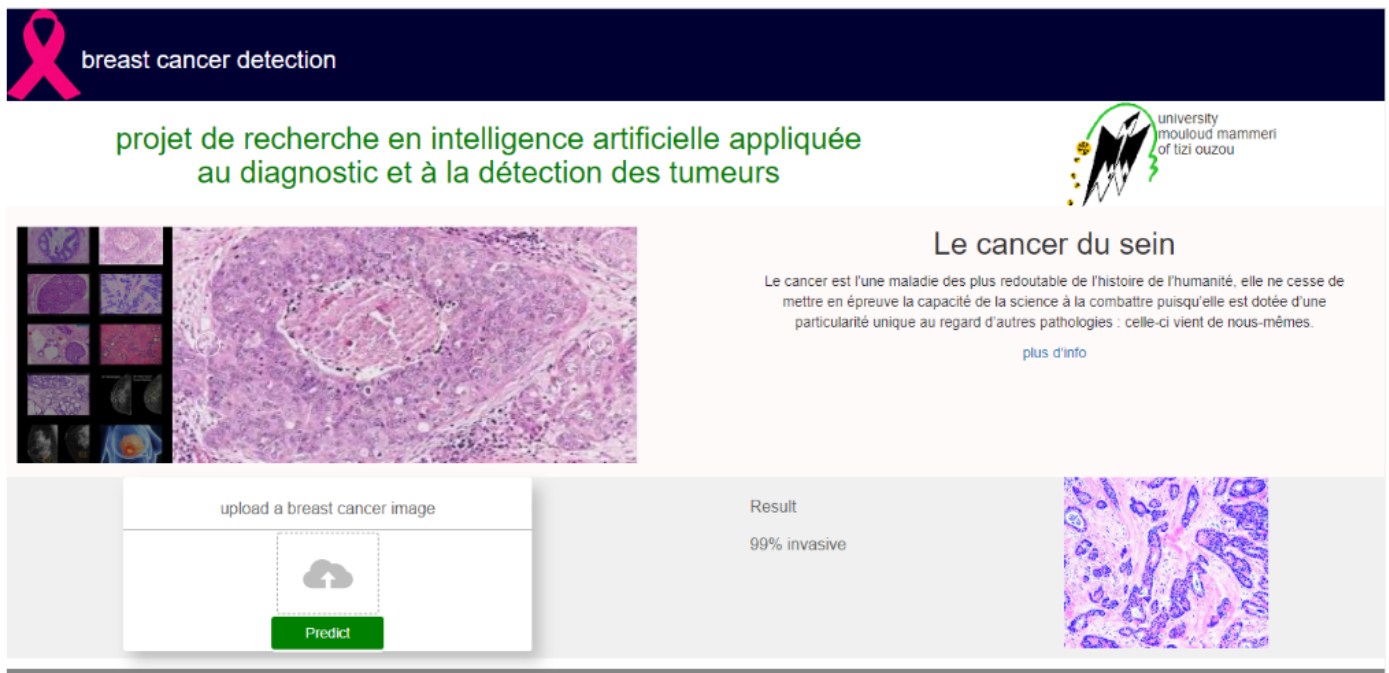 breast cancer detection
projet de recherche en intelligence artificielle appliquée
au diagnostic et à la détection des tumeurs
university
mouloud mammeri
of tizi ouzou
Le cancer du sein
Le cancer est l'une maladie des plus redoutable de l'histoire de l'humanité, elle ne cesse de
mettre en épreuve la capacité de la science à la combattre puisqu'elle est dotée d'une
particularité unique au regard d'autres pathologies : celle-ci vient de nous-mêmes.
plus d'info
upload a breast cancer image
Predict
Result
99% invasive